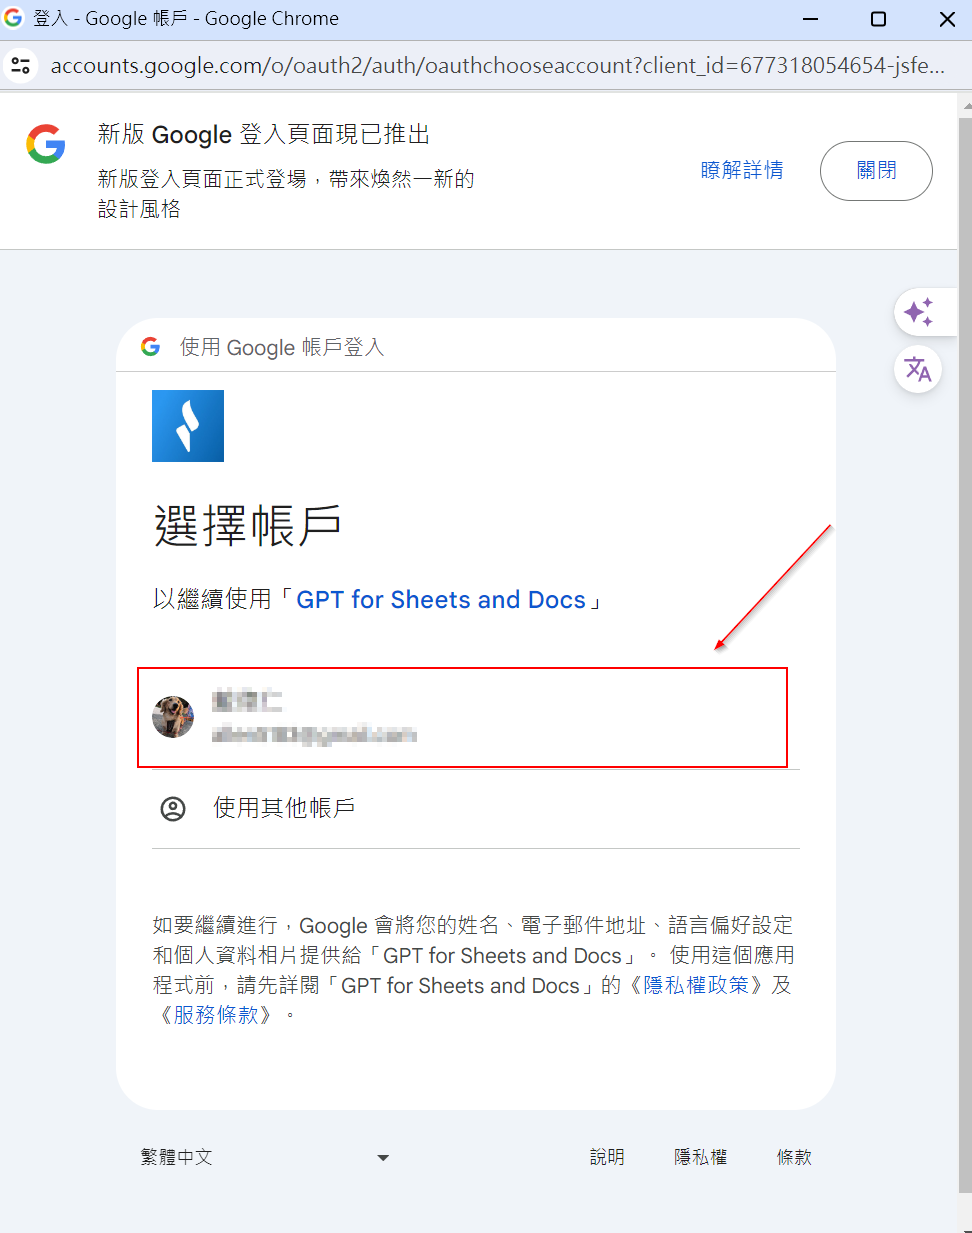 登入 - Google 帳戶 - Google Chrome
accounts.google.com/o/oauth2/auth/oauthchooseaccount?client_id=677318054654-jsfe...
新版 Google 登入頁面現已推出
新版登入頁面正式登場，帶來煥然一新的
設計風格
瞭解詳情
關閉
使用 Google 帳戶登入
選擇帳戶
以繼續使用「GPT for Sheets and Docs」
使用其他帳戶
如要繼續進行，Google 會將您的姓名、電子郵件地址、語言偏好設定
和個人資料相片提供給「GPT for Sheets and Docs」。 使用這個應用
程式前，請先詳閱「GPT for Sheets and Docs」的《隱私權政策》及
《服務條款》。
繁體中文
說明
隱私權
條款